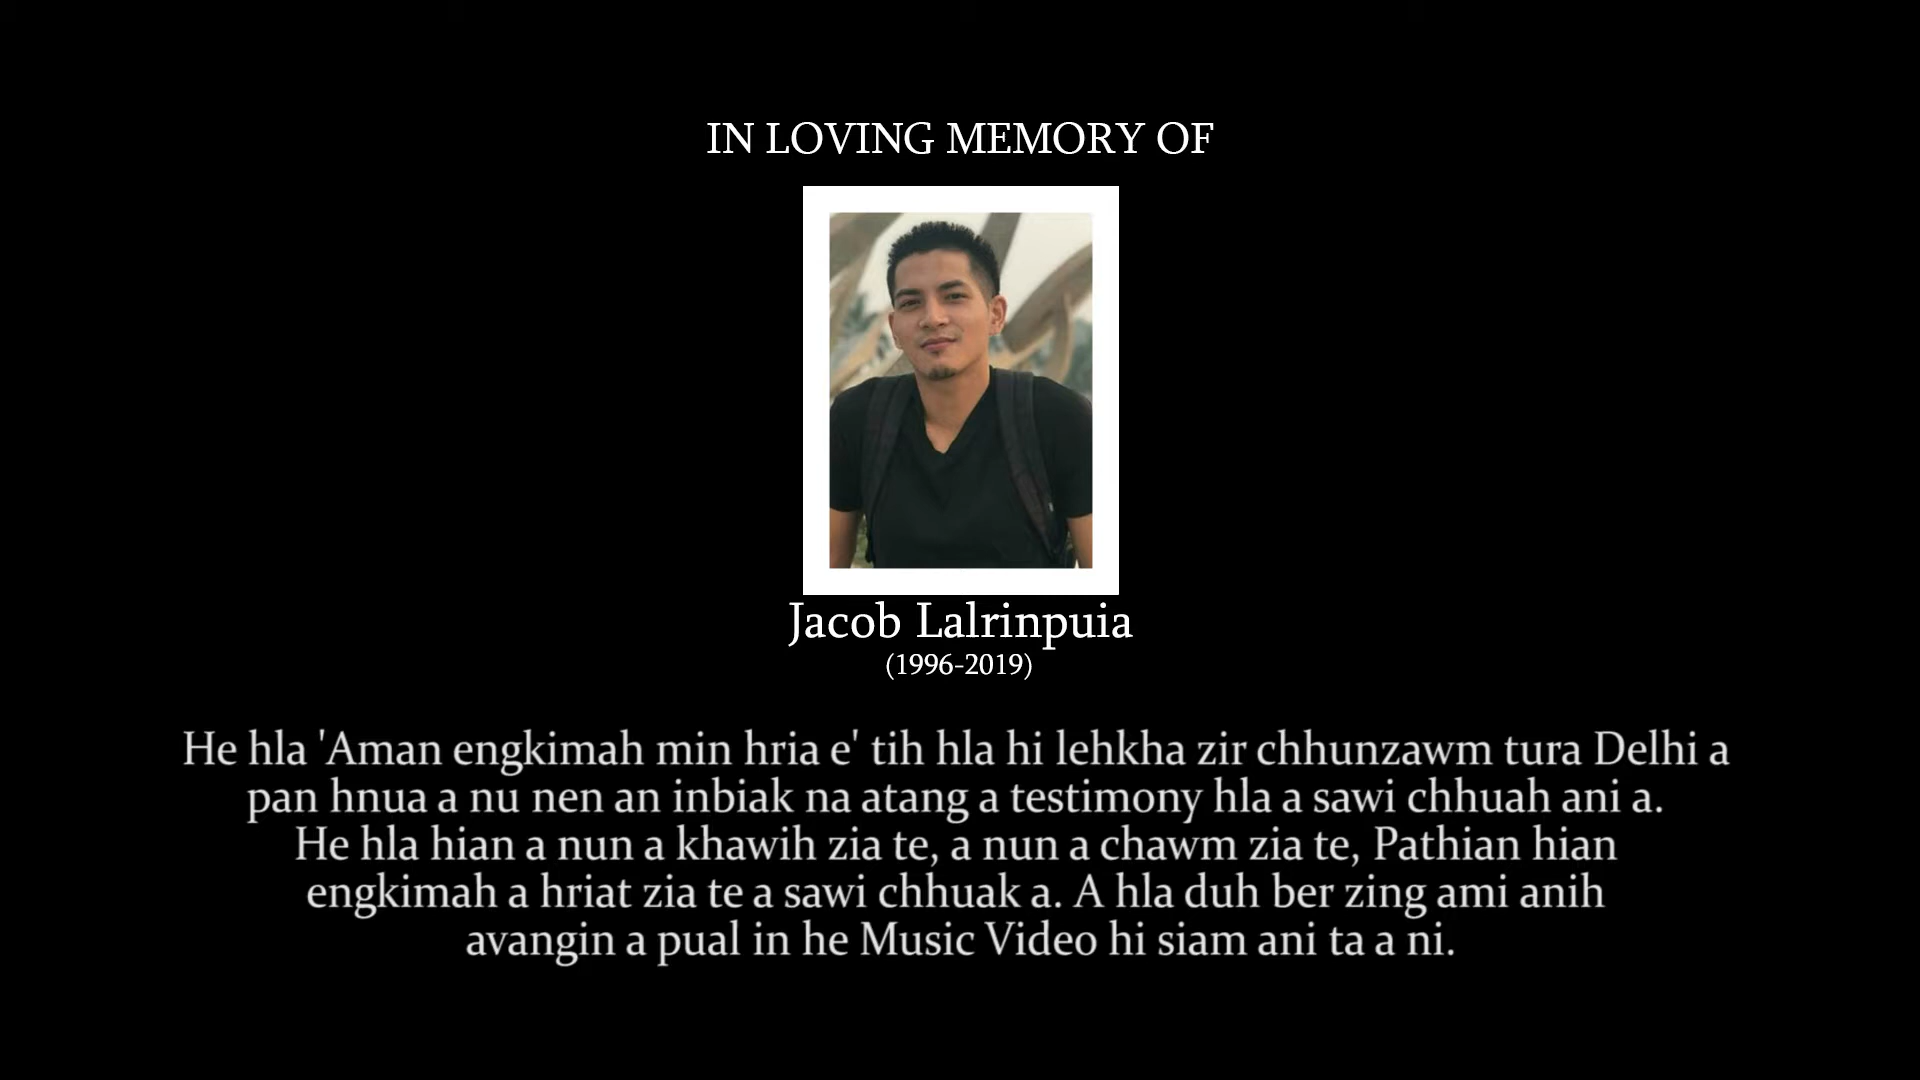 IN LOVING MEMORY OF
Jacob Lalrinpuia
(1996-2019)
He hla 'Aman engkimah min hria e' tih hla hi lehkha zir chhunzawm tura Delhi a
pan hnua a nu nen an inbiak na atang a testimony hla a sawi chhuah ani a.
He hla hian a nun a khawih zia te, a nun a chawm zia te, Pathian hian
engkimah a hriat zia te a sawi chhuak a. A hla duh ber zing ami anih
avangin a pual in he Music Video hi siam ani ta a ni.